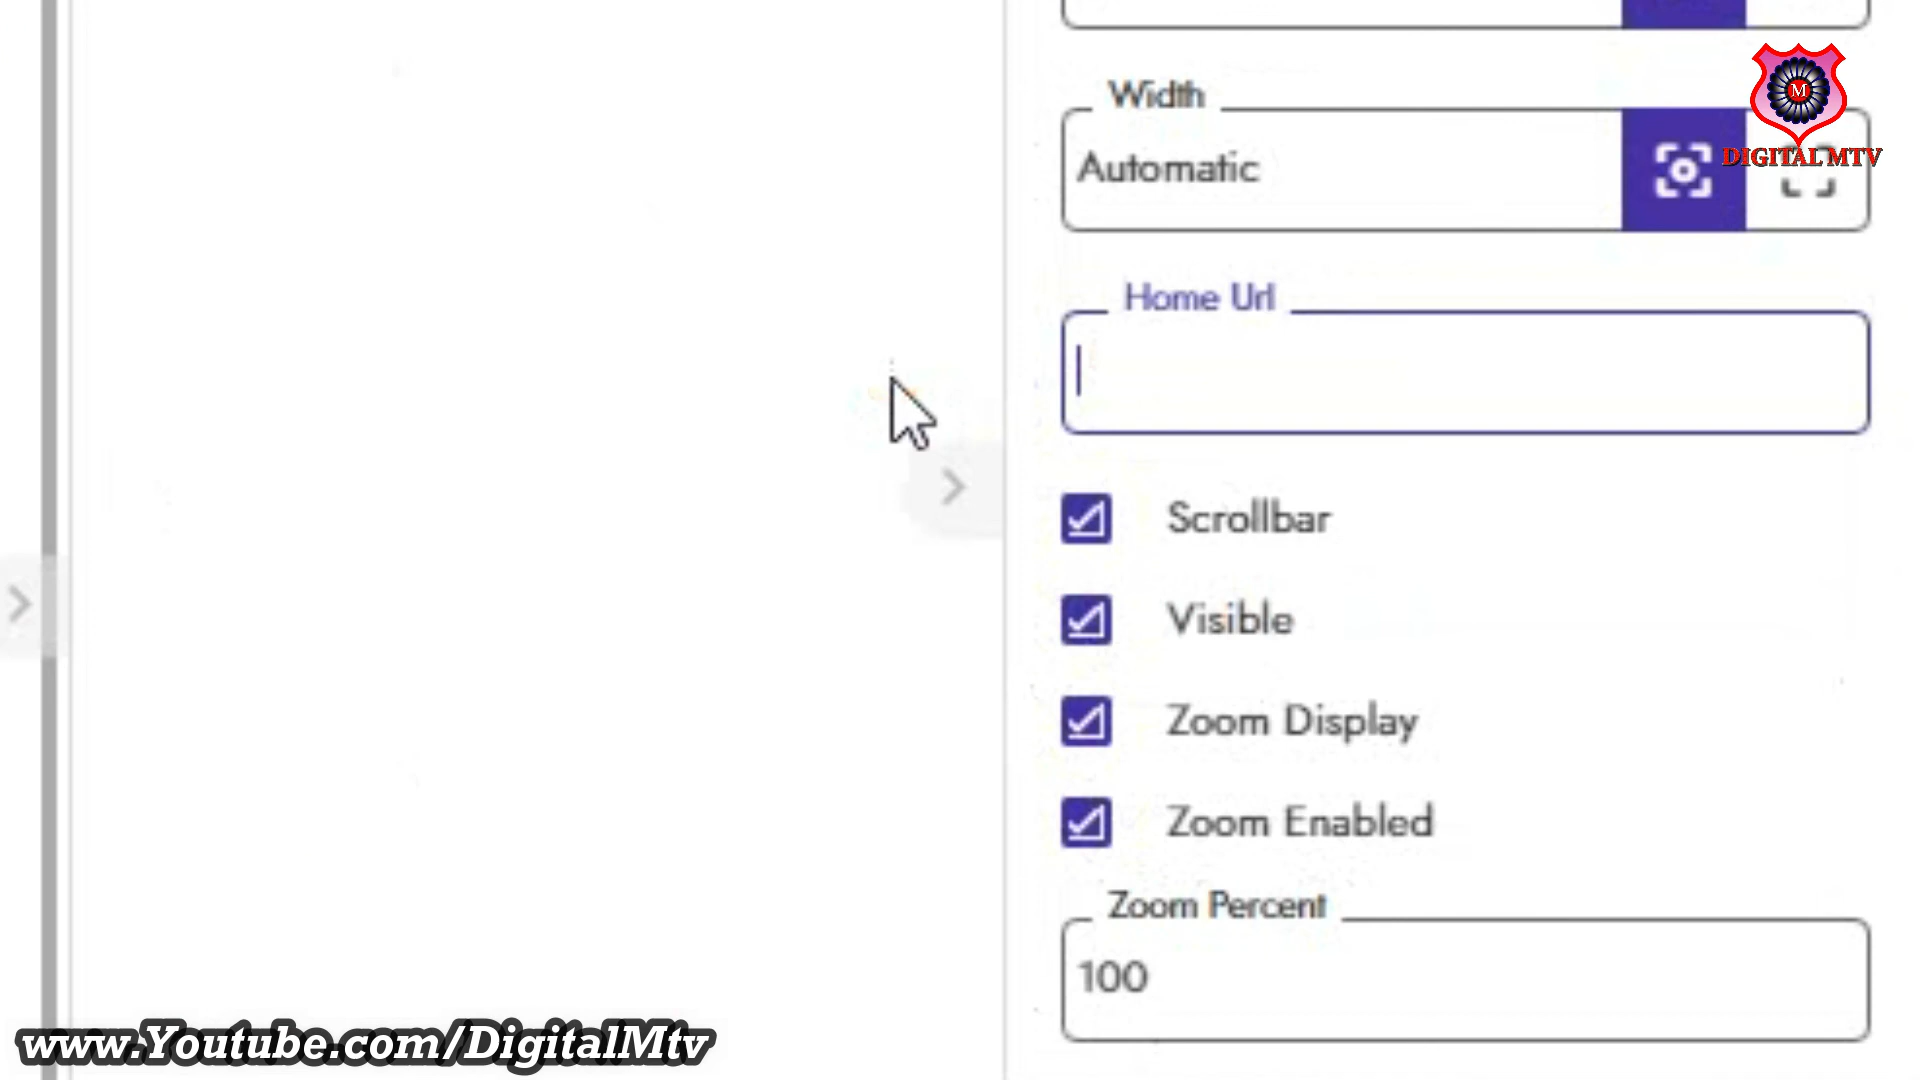 Width
Automatic
M
DIGITAL MTV
Home Url
Scrollbar
Visible
Zoom Display
Zoom Enabled
Zoom Percent
100
www.Youtube.com/DigitalMtv